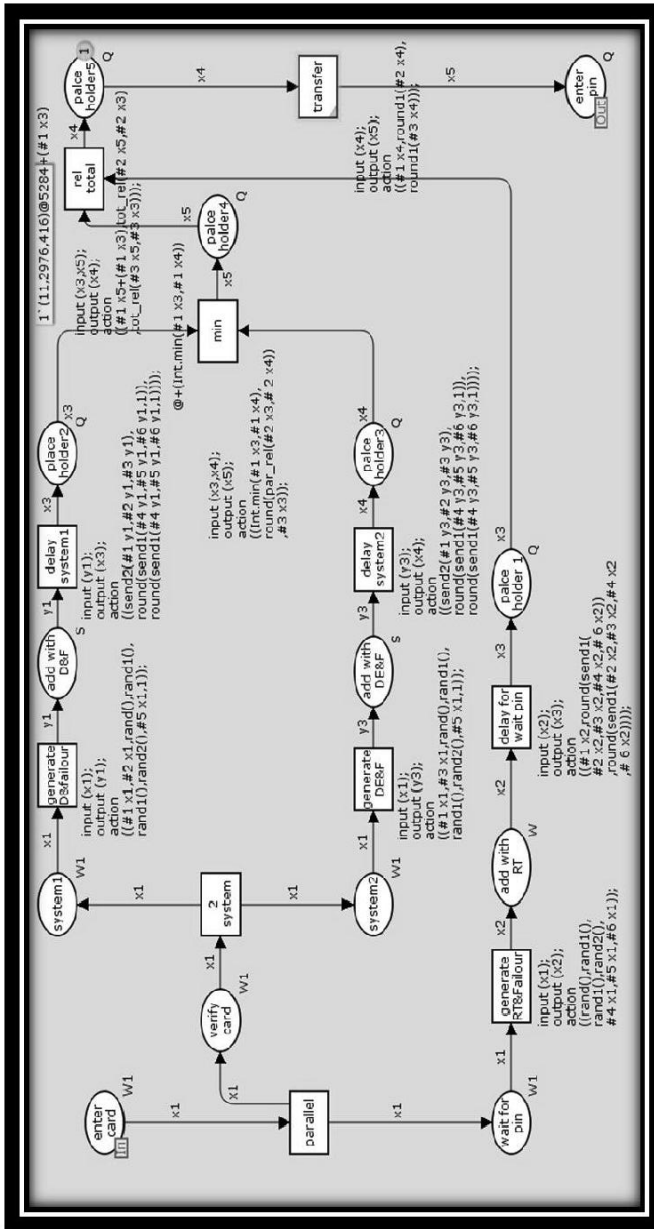 enter
card
W1
In
x1
parallel
x1
x1
verify
card
W1
x1
2
system
x1
x1
system1
W1
x1
generate
D&failour
input (x1);
output (y1);
action
((#1 x1,#2 x1,rand(),rand1(),
rand1(),rand2(),#5 x1,1));
y1
add with
D&F
S
y1
delay
system1
input (y1);
output (x3);
action
((send2(#1 y1,#2 y1,#3 y1),
round(send1(#4 y1,#5 y1,#6 y1,1)),
round(send1(#4 y1,#5 y1,#6 y1,1))));
x3
place
holder2
Q
x3
system2
W1
x1
generate
DE&F
input (x1);
output (y3);
action
((#1 x1,#3 x1,rand(),rand1(),
rand1(),rand2(),#5 x1,1));
y3
add with
DE&F
s
y3
delay
system2
input (y3);
output (x4);
action
((send2(#1 y3,#2 y3,#3 y3),
round(send1(#4 y3,#5 y3,#6 y3,1)),
round(send1(#4 y3,#5 y3,#6 y3,1))));
x4
palce
holder3
Q
x4
min
@+(Int.min(#1 x3,#1 x4))
input (x3,x4);
output (x5);
action
((Int.min(#1 x3,#1 x4),
round(par_rel(#2 x3,# 2 x4))
,#3 x3));
x5
palce
holder4
Q
x5
wait for
pin
W1
x1
generate
RT&Failour
input (x1);
output (x2);
action
((rand(),rand1(),
rand1(),rand2(),
#4 x1,#5 x1,#6 x1));
x2
add with
RT
W
x2
delay for
wait pin
input (x2);
output (x3);
action
((#1 x2,round(send1(
#2 x2,#3 x2,#4 x2,# 6 x2))
,round(send1(#2 x2,#3 x2,#4 x2
,# 6 x2))));
x3
palce
holder 1
Q
x3
rel
total
1`(11,2976,416)@5284
+(#1 x3)
input (x3,x5);
output (x4);
action
((#1 x5+(#1 x3),tot_rel(#2 x5,#2 x3)
,tot_rel(#3 x5,#3 x3)));
x4
palce
holder5
1
Q
x4
transfer
input (x4);
output (x5);
action
((#1 x4,round1(#2 x4),
round1(#3 x4)));
x5
enter
pin
Q
Out